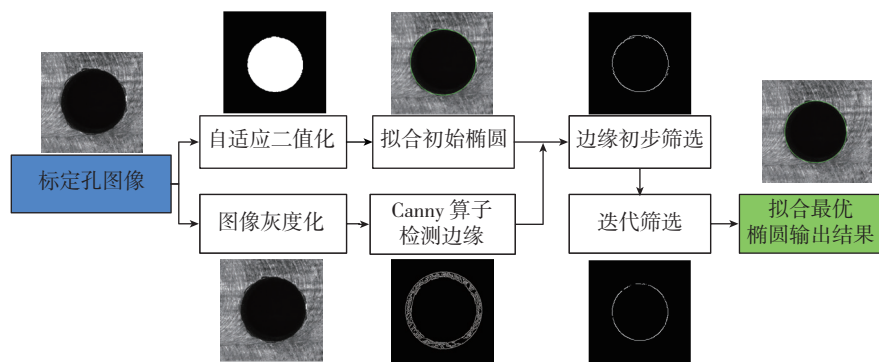 自适应二值化
拟合初始椭圆
边缘初步筛选
标定孔图像
图像灰度化
Canny 算子
检测边缘
迭代筛选
拟合最优
椭圆输出结果